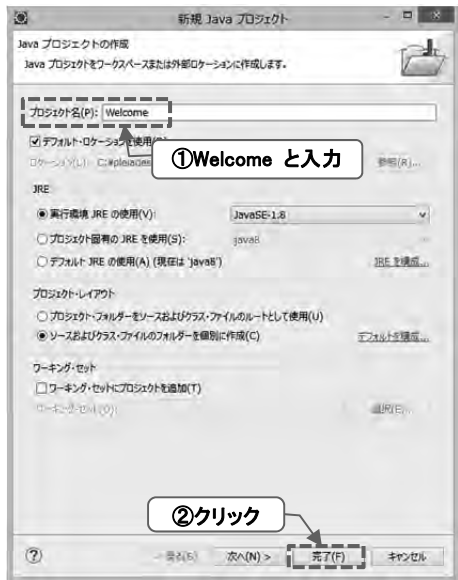 新規 Java プロジェクト
Java プロジェクトの作成
Java プロジェクトをワークスペースまたは外部ロケーションに作成します。
プロジェクト名(P): Welcome
デフォルト・ロケーションを使用
①Welcome と入力
参照(R)...
JRE
実行環境 JRE の使用(V): JavaSE-1.8
プロジェクト固有の JRE を使用(S): java8
デフォルト JRE の使用(A) (現在は 'java8') JRE を構成...
プロジェクト・レイアウト
プロジェクト・フォルダーをソースおよびクラス・ファイルのルートとして使用(U)
ソースおよびクラス・ファイルのフォルダーを個別に作成(C) デフォルトを構成...
ワーキング・セット
ワーキング・セットにプロジェクトを追加(T)
ワーキング・セット(O): 選択(E)...
②クリック
< 戻る(B) 次へ(N) > 完了(F) キャンセル